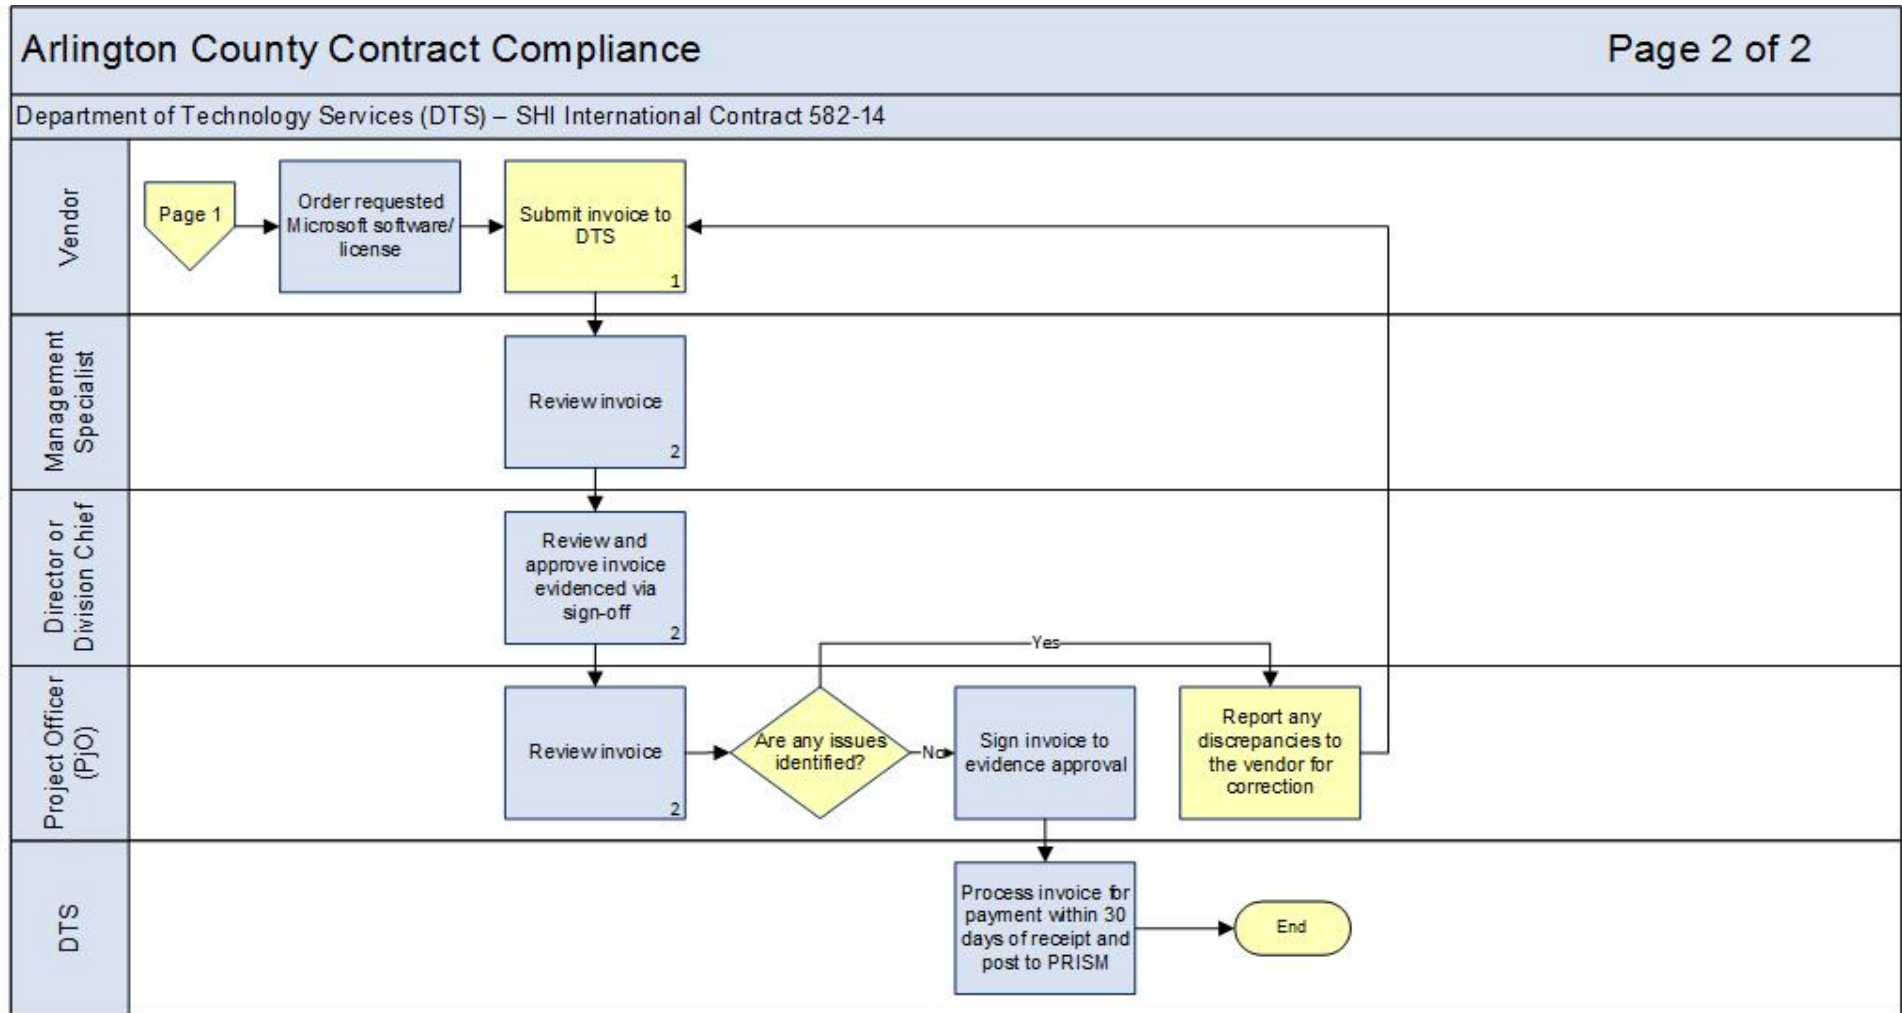 Arlington County Contract Compliance
Page 2 of 2
Department of Technology Services (DTS) – SHI International Contract 582-14
Vendor
Page 1
Order requested
Microsoft software/
license
Submit invoice to
DTS
1
Management
Specialist
Review invoice
2
Director or
Division Chief
Review and
approve invoice
evidenced via
sign-off
2
Yes
Project Officer
(PjO)
Review invoice
2
Are any issues
identified?
No
Sign invoice to
evidence approval
Report any
discrepancies to
the vendor for
correction
DTS
Process invoice for
payment within 30
days of receipt and
post to PRISM
End